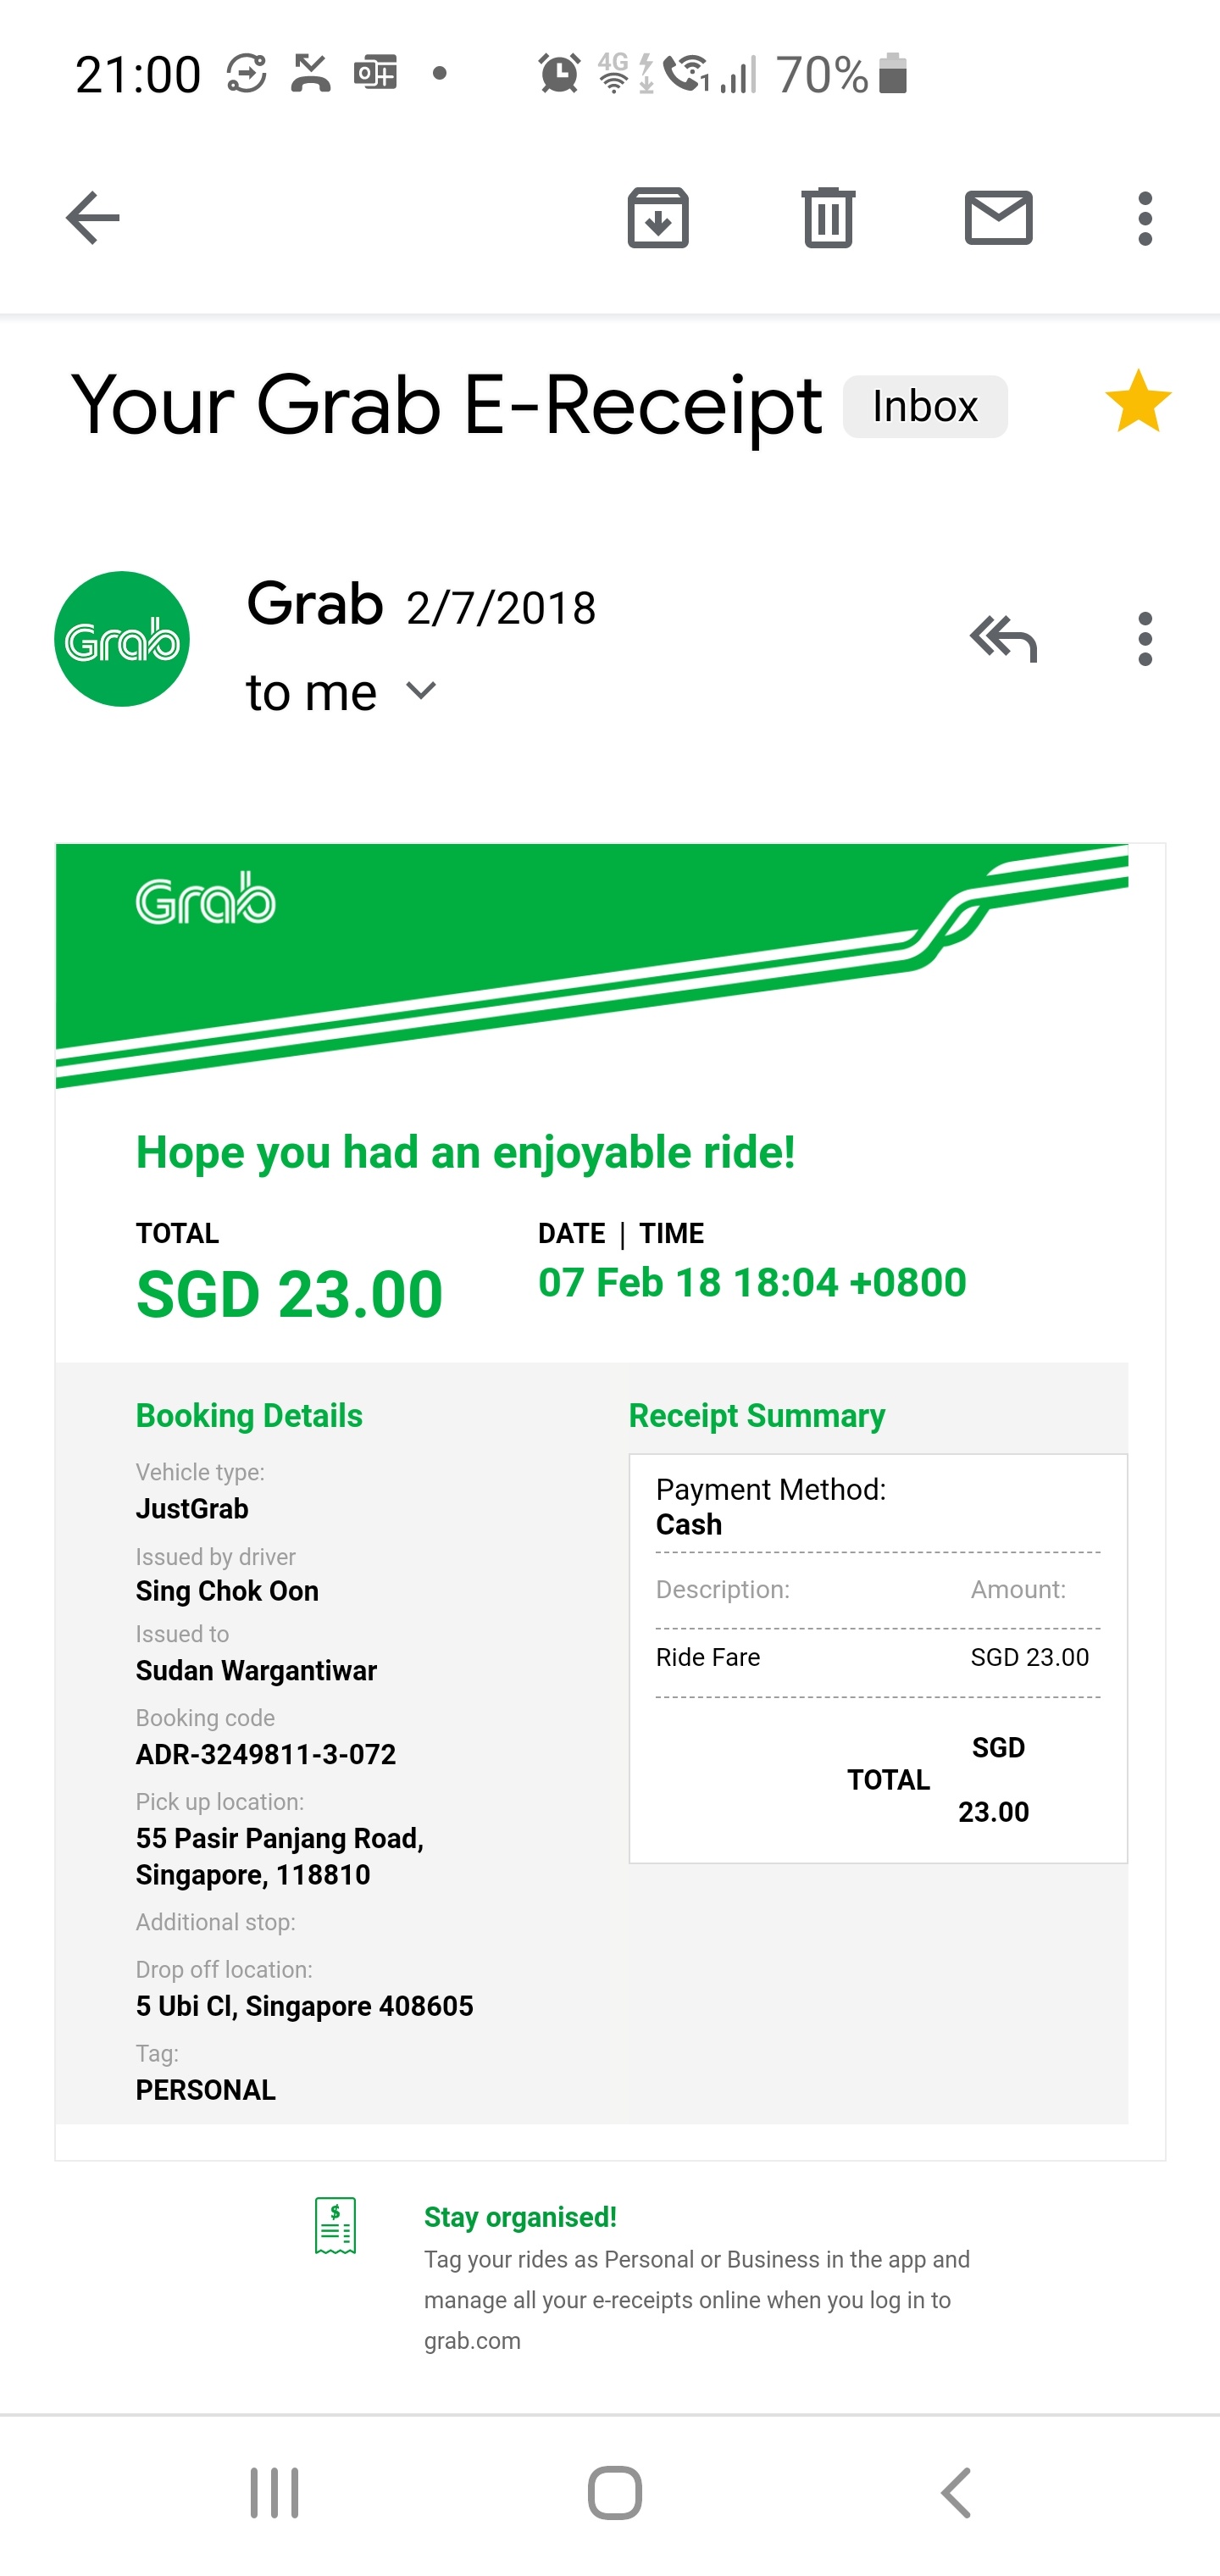 21:00
4G
1
70%
Your Grab E-Receipt Inbox
Grab
Grab 2/7/2018
to me
Grab
Hope you had an enjoyable ride!
TOTAL
SGD 23.00
DATE | TIME
07 Feb 18 18:04 +0800
Booking Details
Vehicle type:
JustGrab
Issued by driver
Sing Chok Oon
Issued to
Sudan Wargantiwar
Booking code
ADR-3249811-3-072
Pick up location:
55 Pasir Panjang Road,
Singapore, 118810
Additional stop:
Drop off location:
5 Ubi Cl, Singapore 408605
Tag:
PERSONAL
Receipt Summary
Payment Method:
Cash
Description: Amount:
Ride Fare SGD 23.00
TOTAL SGD
23.00
$
Stay organised!
Tag your rides as Personal or Business in the app and
manage all your e-receipts online when you log in to
grab.com